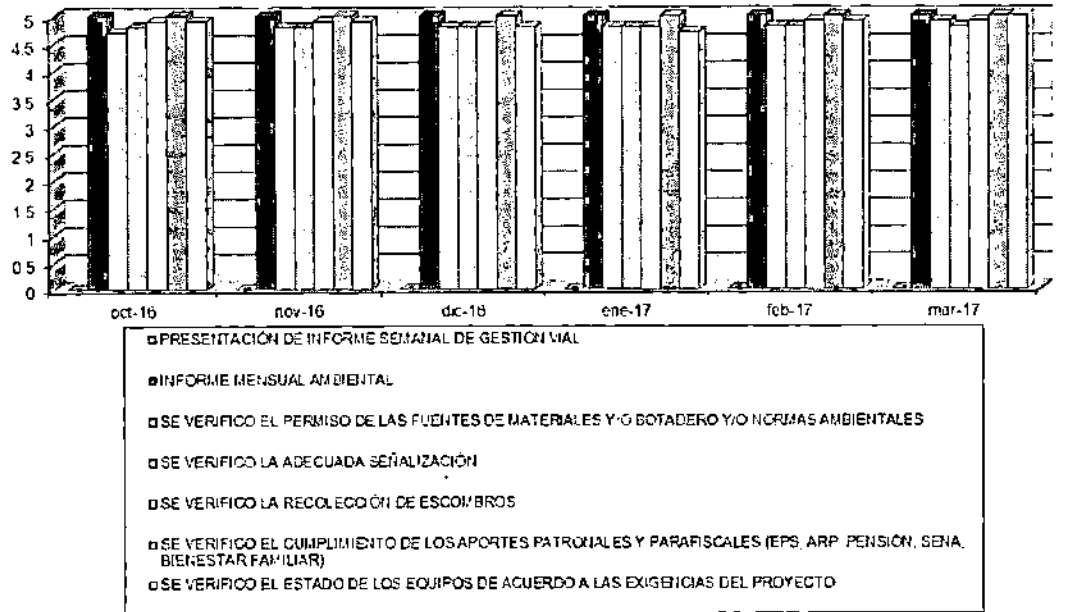 5
4.5
4
3.5
3
2.5
2
1.5
1
0.5
0
oct-16 nov-16 dic-16 ene-17 feb-17 mar-17
PRESENTACIÓN DE INFORME SEMANAL DE GESTION VIAL
INFORME MENSUAL AMBIENTAL
SE VERIFICO EL PERMISO DE LAS FUENTES DE MATERIALES Y/O BOTADERO Y/O NORMAS AMBIENTALES
SE VERIFICO LA ADECUADA SEÑALIZACIÓN
SE VERIFICO LA RECOLECCIÓN DE ESCOMBROS
SE VERIFICO EL CUMPLIMIENTO DE LOS APORTES PATRONALES Y PARAFISCALES (EPS, ARP, PENSIÓN, SENA,
BIENESTAR FAMILIAR)
SE VERIFICO EL ESTADO DE LOS EQUIPOS DE ACUERDO A LAS EXIGENCIAS DEL PROYECTO